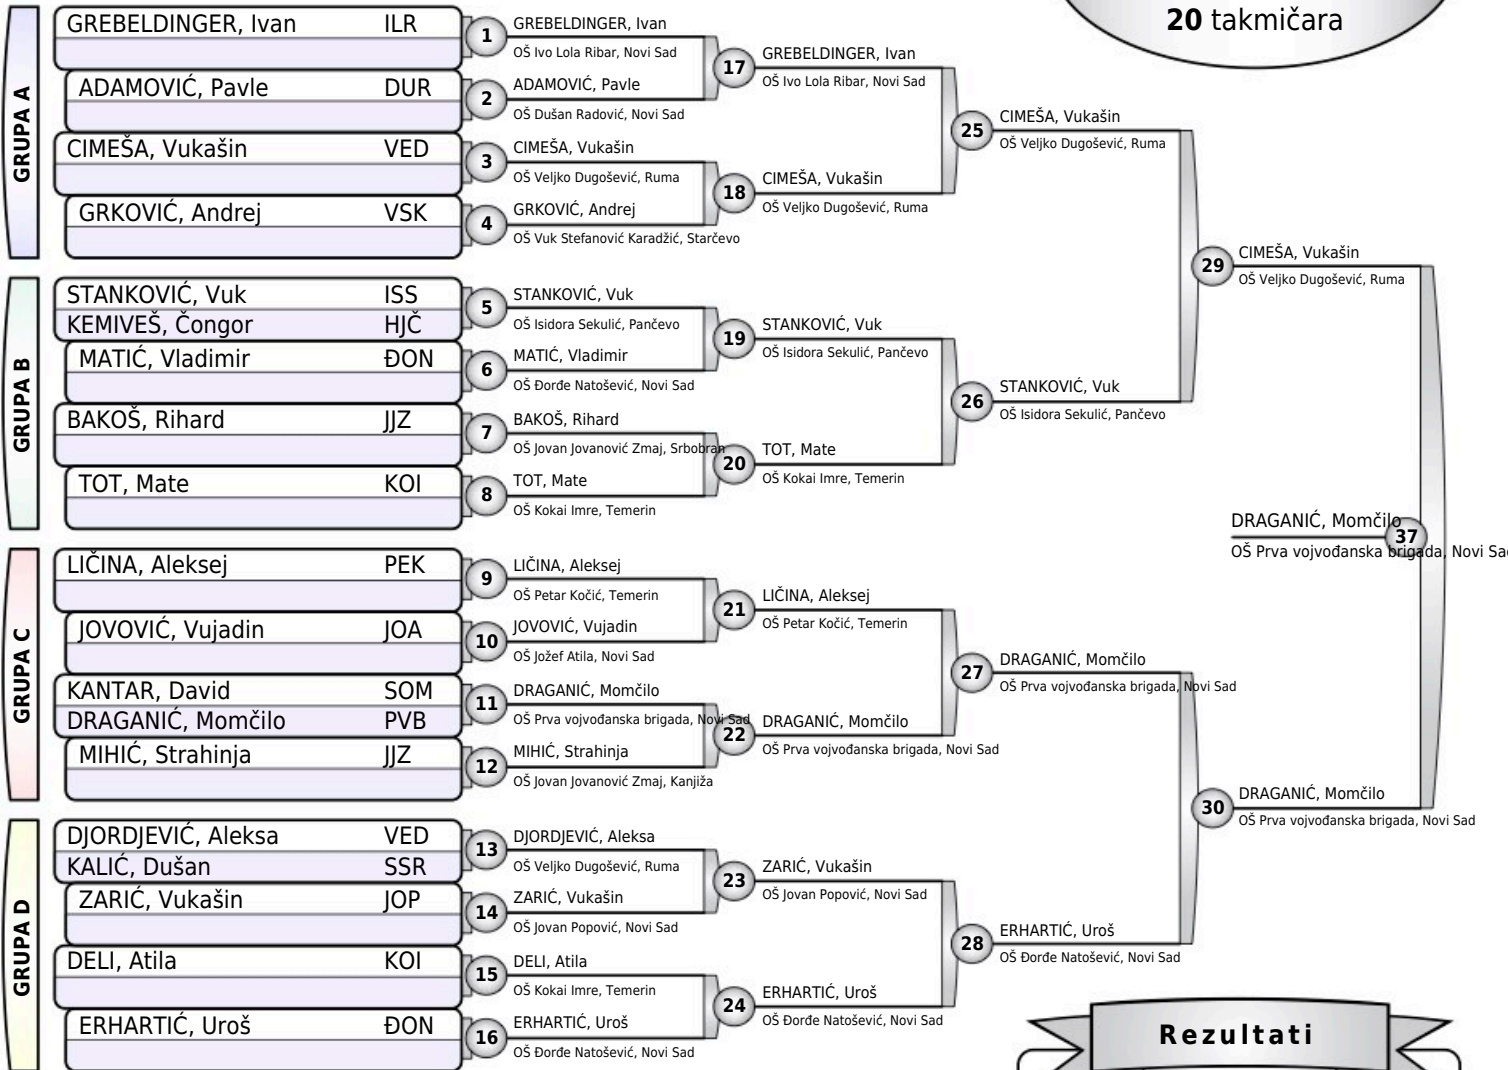 20 takmičara
GRUPA A
GREBELDINGER, Ivan ILR
ADAMOVIĆ, Pavle DUR
CIMEŠA, Vukašin VED
GRKOVIĆ, Andrej VSK
GRUPA B
STANKOVIĆ, Vuk ISS
KEMIVEŠ, Čongor HJČ
MATIĆ, Vladimir ĐON
BAKOŠ, Rihard JJZ
TOT, Mate KOI
GRUPA C
LIČINA, Aleksej PEK
JOVOVIĆ, Vujadin JOA
KANTAR, David SOM
DRAGANIĆ, Momčilo PVB
MIHIĆ, Strahinja JJZ
GRUPA D
DJORDJEVIĆ, Aleksa VED
KALIĆ, Dušan SSR
ZARIĆ, Vukašin JOP
DELI, Atila KOI
ERHARTIĆ, Uroš ĐON
1 GREBELDINGER, Ivan
OŠ Ivo Lola Ribar, Novi Sad
2 ADAMOVIĆ, Pavle
OŠ Dušan Radović, Novi Sad
3 CIMEŠA, Vukašin
OŠ Veljko Dugošević, Ruma
4 GRKOVIĆ, Andrej
OŠ Vuk Stefanović Karadžić, Starčevo
5 STANKOVIĆ, Vuk
OŠ Isidora Sekulić, Pančevo
6 MATIĆ, Vladimir
OŠ Đorđe Natošević, Novi Sad
7 BAKOŠ, Rihard
OŠ Jovan Jovanović Zmaj, Srbobran
8 TOT, Mate
OŠ Kokai Imre, Temerin
9 LIČINA, Aleksej
OŠ Petar Kočić, Temerin
10 JOVOVIĆ, Vujadin
OŠ Jožef Atila, Novi Sad
11 DRAGANIĆ, Momčilo
OŠ Prva vojvođanska brigada, Novi Sad
12 MIHIĆ, Strahinja
OŠ Jovan Jovanović Zmaj, Kanjiža
13 DJORDJEVIĆ, Aleksa
OŠ Veljko Dugošević, Ruma
14 ZARIĆ, Vukašin
OŠ Jovan Popović, Novi Sad
15 DELI, Atila
OŠ Kokai Imre, Temerin
16 ERHARTIĆ, Uroš
OŠ Đorđe Natošević, Novi Sad
17 GREBELDINGER, Ivan
OŠ Ivo Lola Ribar, Novi Sad
18 CIMEŠA, Vukašin
OŠ Veljko Dugošević, Ruma
19 STANKOVIĆ, Vuk
OŠ Isidora Sekulić, Pančevo
20 TOT, Mate
OŠ Kokai Imre, Temerin
21 LIČINA, Aleksej
OŠ Petar Kočić, Temerin
22 DRAGANIĆ, Momčilo
OŠ Prva vojvođanska brigada, Novi Sad
23 ZARIĆ, Vukašin
OŠ Jovan Popović, Novi Sad
24 ERHARTIĆ, Uroš
OŠ Đorđe Natošević, Novi Sad
25 CIMEŠA, Vukašin
OŠ Veljko Dugošević, Ruma
26 STANKOVIĆ, Vuk
OŠ Isidora Sekulić, Pančevo
27 DRAGANIĆ, Momčilo
OŠ Prva vojvođanska brigada, Novi Sad
28 ERHARTIĆ, Uroš
OŠ Đorđe Natošević, Novi Sad
29 CIMEŠA, Vukašin
OŠ Veljko Dugošević, Ruma
30 DRAGANIĆ, Momčilo
OŠ Prva vojvođanska brigada, Novi Sad
DRAGANIĆ, Momčilo 37
OŠ Prva vojvođanska brigada, Novi Sa
Rezultati